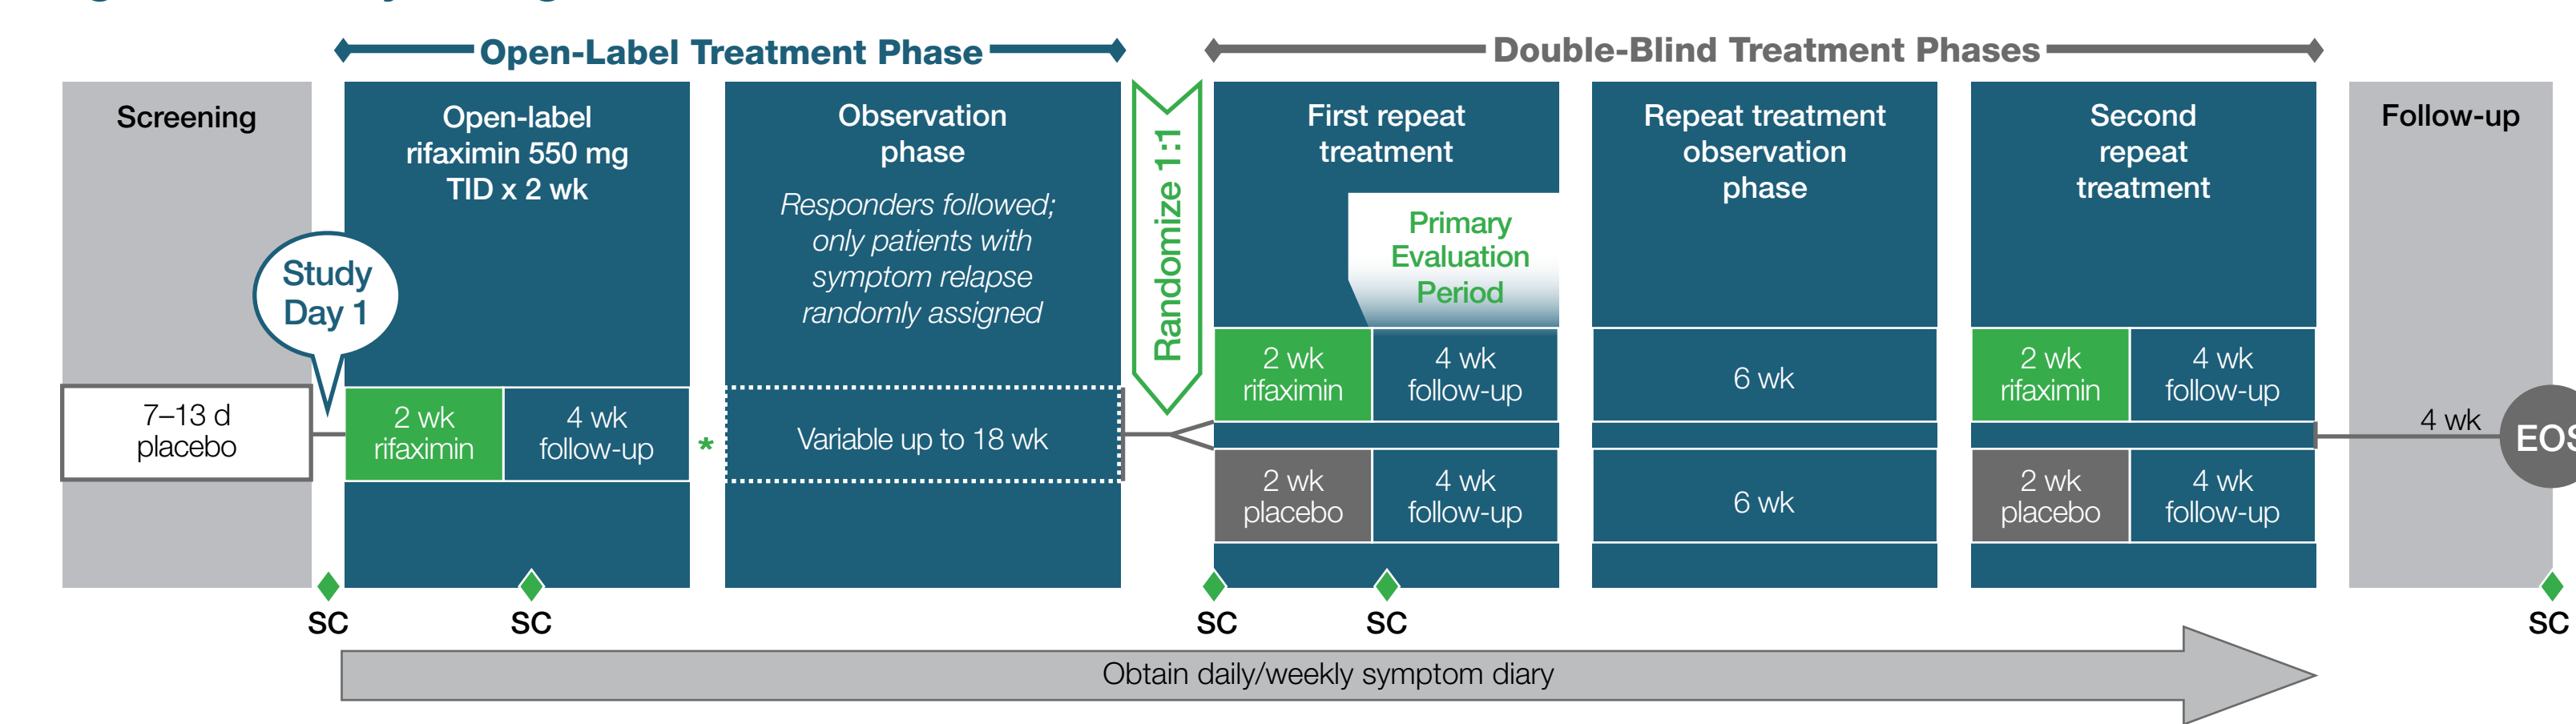 Open-Label Treatment Phase
Double-Blind Treatment Phases
Screening
Open-label
rifaximin 550 mg
TID x 2 wk
Observation
phase
Responders followed;
only patients with
symptom relapse
randomly assigned
Randomize 1:1
First repeat
treatment
Primary
Evaluation
Period
Repeat treatment
observation
phase
Second
repeat
treatment
Follow-up
Study
Day 1
7–13 d
placebo
2 wk
rifaximin
4 wk
follow-up
*
Variable up to 18 wk
2 wk
rifaximin
4 wk
follow-up
6 wk
2 wk
rifaximin
4 wk
follow-up
2 wk
placebo
4 wk
follow-up
6 wk
2 wk
placebo
4 wk
follow-up
4 wk
EOS
SC
SC
SC
SC
SC
Obtain daily/weekly symptom diary